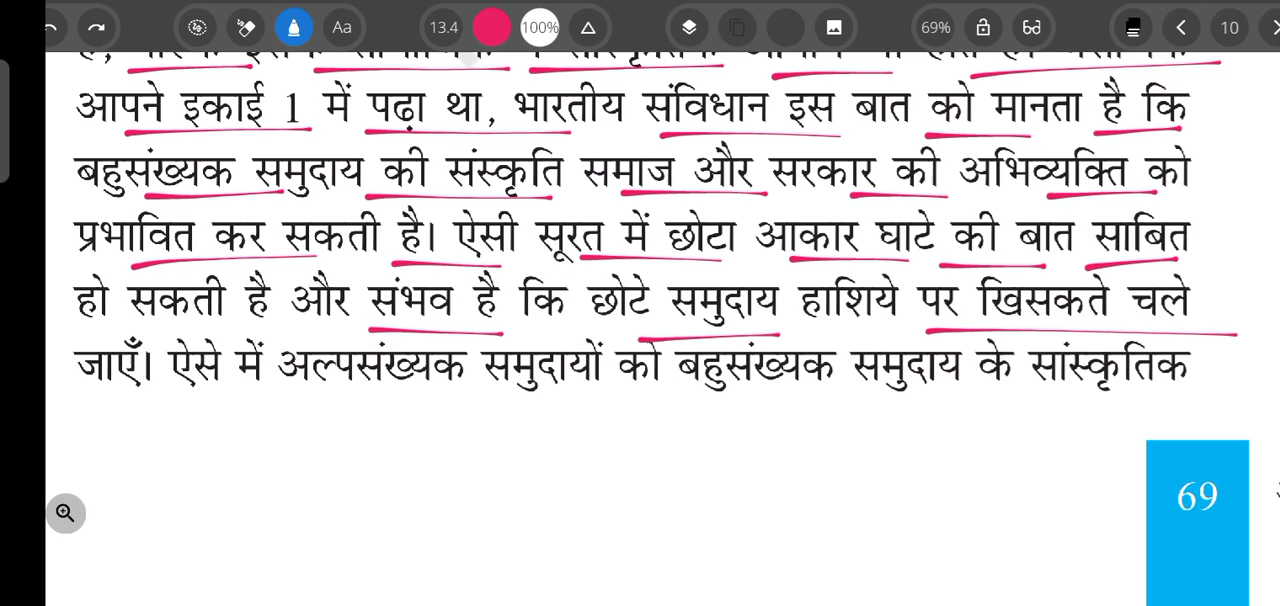 Aa 13.4 100% 69% 10
आपने इकाई 1 में पढ़ा था, भारतीय संविधान इस बात को मानता है कि
बहुसंख्यक समुदाय की संस्कृति समाज और सरकार की अभिव्यक्ति को
प्रभावित कर सकती है। ऐसी सूरत में छोटा आकार घाटे की बात साबित
हो सकती है और संभव है कि छोटे समुदाय हाशिये पर खिसकते चले
जाएँ। ऐसे में अल्पसंख्यक समुदायों को बहुसंख्यक समुदाय के सांस्कृतिक
69